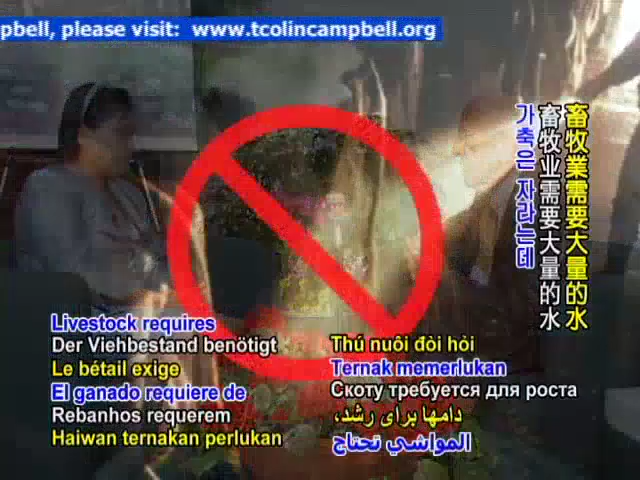 pbell, please visit: www.tcolincampbell.org
畜牧業需要大量的水
畜牧业需要大量的水
가축은 자라는데
Livestock requires
Der Viehbestand benötigt
Le bétail exige
El ganado requiere de
Rebanhos requerem
Haiwan ternakan perlukan
Thú nuôi đòi hỏi
Ternak memerlukan
Скоту требуется для роста
دامها برای رشد،
المواشي تحتاج